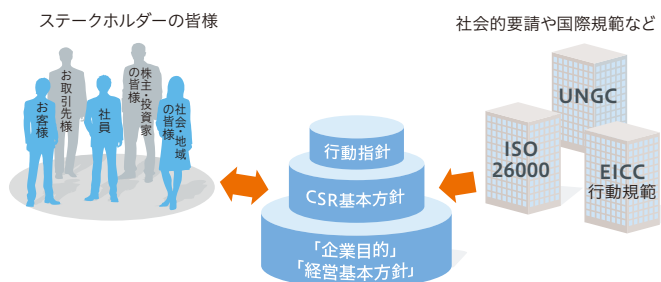 ステークホルダーの皆様
社会的要請や国際規範など
お客様
お取引先様
社員
株主・投資家
の皆様
社会・地域
の皆様
行動指針
CSR基本方針
「企業目的」
「経営基本方針」
UNGC
ISO
26000
EICC
行動規範